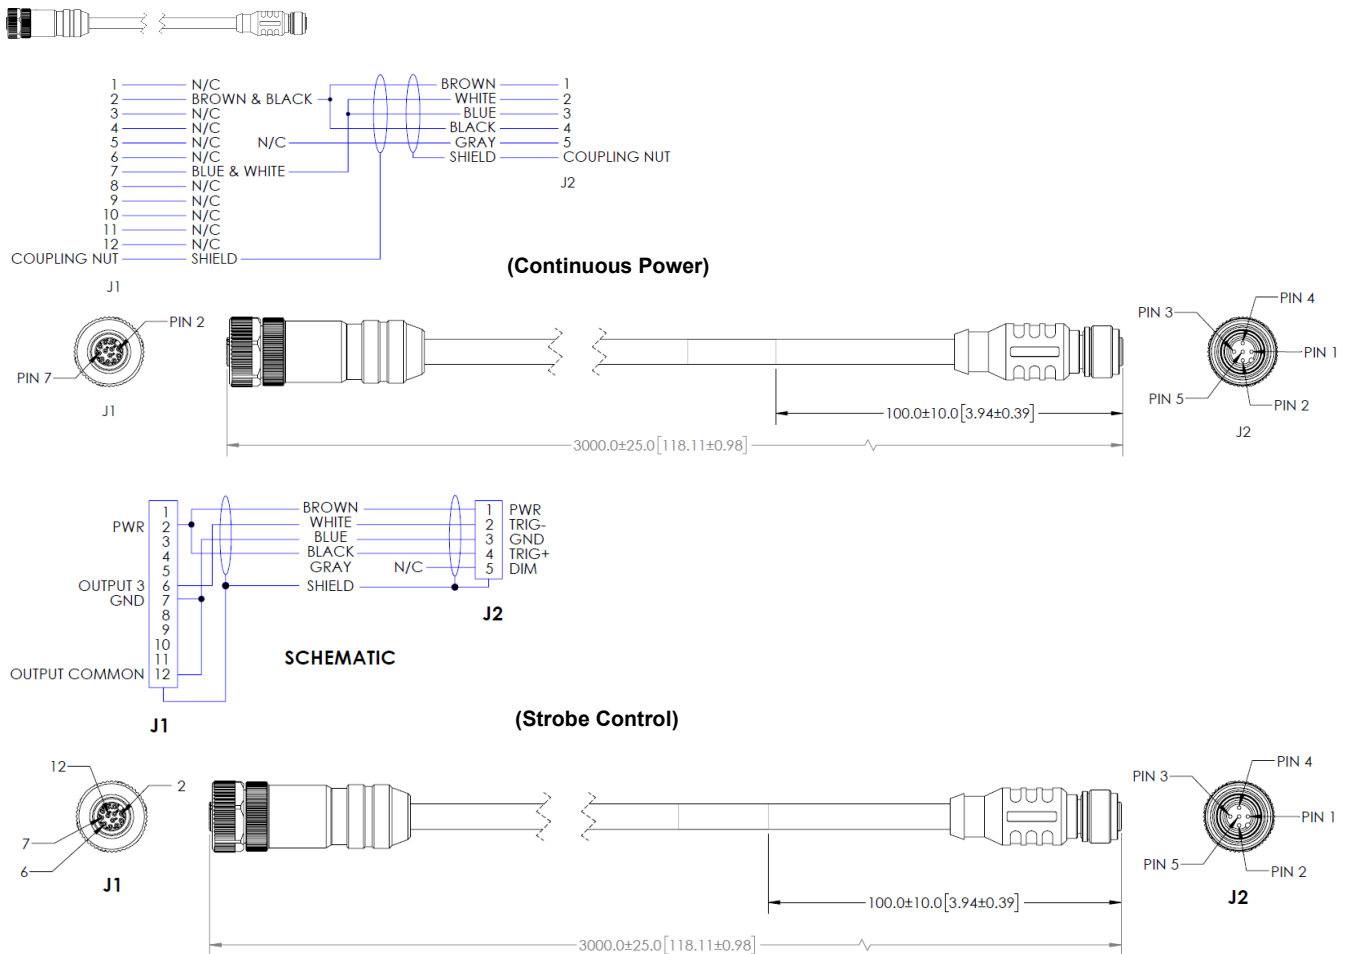 1 N/C BROWN 1
2 BROWN & BLACK WHITE 2
3 N/C BLUE 3
4 N/C BLACK 4
5 N/C N/C GRAY 5
6 N/C SHIELD COUPLING NUT
7 BLUE & WHITE
8 N/C J2
9 N/C
10 N/C
11 N/C
12 N/C
COUPLING NUT SHIELD
J1
(Continuous Power)
PIN 2
PIN 7
J1
PIN 3 PIN 4
PIN 1
PIN 5 PIN 2
J2
100.0±10.0[3.94±0.39]
3000.0±25.0[118.11±0.98]
1 BROWN 1 PWR
PWR 2 WHITE 2 TRIG-
3 BLUE 3 GND
4 BLACK 4 TRIG+
5 GRAY N/C 5 DIM
OUTPUT 3 6 SHIELD
GND 7
8 J2
9
10
11
OUTPUT COMMON 12
SCHEMATIC
J1
(Strobe Control)
12 2
7
6
J1
PIN 3 PIN 4
PIN 1
PIN 5 PIN 2
J2
100.0±10.0[3.94±0.39]
3000.0±25.0[118.11±0.98]